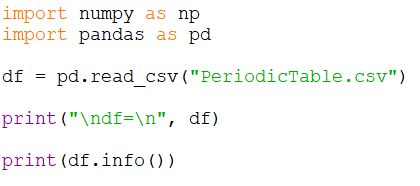 import numpy as np
import pandas as pd
df = pd.read_csv("PeriodicTable.csv")
print("\ndf=\n", df)
print(df.info())